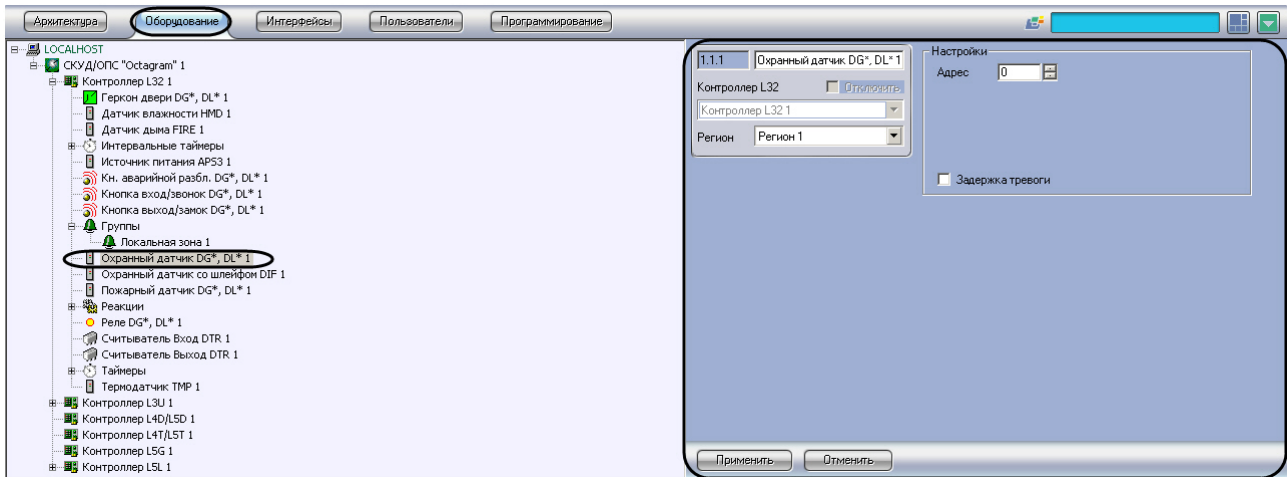 Архитектура Оборудование Интерфейсы Пользователи Программирование
LOCALHOST
СКУД/ОПС "Octagram" 1
Контроллер L32 1
Геркон двери DG*, DL* 1
Датчик влажности HMD 1
Датчик дыма FIRE 1
Интервальные таймеры
Источник питания APS3 1
Кн. аварийной разбл. DG*, DL* 1
Кнопка вход/звонок DG*, DL* 1
Кнопка выход/замок DG*, DL* 1
Группы
Локальная зона 1
Охранный датчик DG*, DL* 1
Охранный датчик со шлейфом DIF 1
Пожарный датчик DG*, DL* 1
Реакции
Реле DG*, DL* 1
Считыватель Вход DTR 1
Считыватель Выход DTR 1
Таймеры
Термодатчик TMP 1
Контроллер L3U 1
Контроллер L4D/L5D 1
Контроллер L4T/L5T 1
Контроллер L5G 1
Контроллер L5L 1
1.1.1 Охранный датчик DG*, DL* 1
Контроллер L32 Отключить
Контроллер L32 1
Регион Регион 1
Настройки
Адрес 0
Задержка тревоги
Применить Отменить